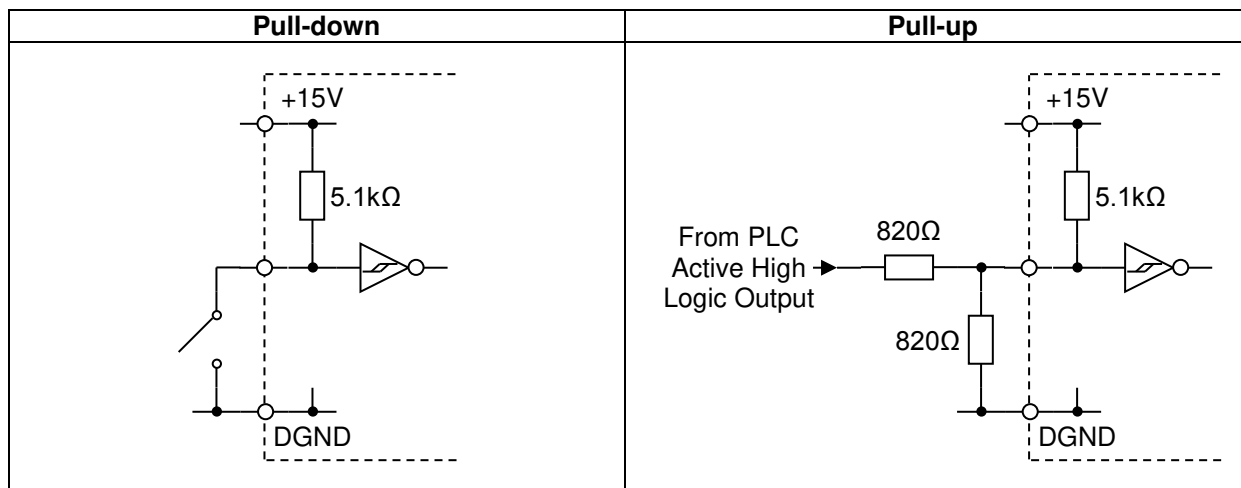 Pull-down
Pull-up
+15V
5.1kΩ
DGND
+15V
5.1kΩ
820Ω
From PLC
Active High
Logic Output
820Ω
DGND